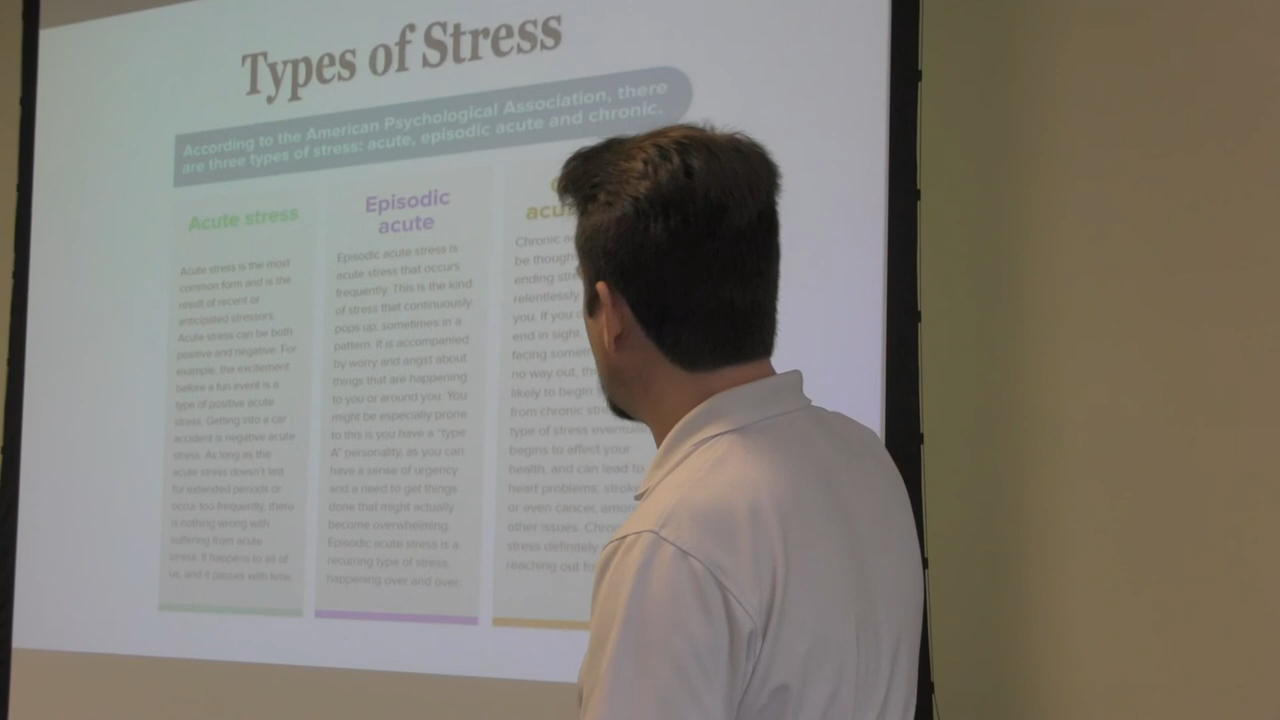 Types of Stress
According to the American Psychological Association, there
are three types of stress: acute, episodic acute and chronic.
Acute stress
Acute stress is the most
common form and is the
result of recent or
anticipated stressors.
Acute stress can be both
positive and negative. For
example, the excitement
before a fun event is a
type of positive acute
stress. Getting into a car
accident is negative acute
stress. As long as the
acute stress doesn't last
for extended periods or
occur too frequently, there
is nothing wrong with
suffering from acute
stress. It happens to all of
us, and it passes with time.
Episodic
acute
Episodic acute stress is
acute stress that occurs
frequently. This is the kind
of stress that continuously
pops up, sometimes in a
pattern. It is accompanied
by worry and angst about
things that are happening
to you or around you. You
might be especially prone
to this is you have a "type
A" personality, as you can
have a sense of urgency
and a need to get things
done that might actually
become overwhelming.
Episodic acute stress is a
recurring type of stress,
happening over and over.
Chronic
be
ending
relentlessly
you. If you
end in sight,
facing
no way out,
likely to begin
from chronic
type of stress
begins to affect your
health, and can lead to
heart problems, stroke
or even cancer,
other issues.
stress definitely
reaching out to